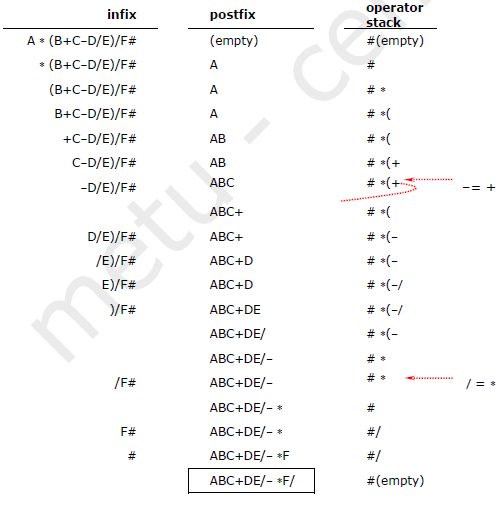 infix postfix operator stack
A * (B+C–D/E)/F# (empty) #(empty)
* (B+C–D/E)/F# A #
(B+C–D/E)/F# A # *
B+C–D/E)/F# A # *(
+C–D/E)/F# AB # *(
C–D/E)/F# AB # *(+
–D/E)/F# ABC # *(+ –= +
ABC+ # *(
D/E)/F# ABC+ # *(–
/E)/F# ABC+D # *(–
E)/F# ABC+D # *(–/
)/F# ABC+DE # *(–/
ABC+DE/ # *(–
ABC+DE/– # *
/F# ABC+DE/– # * / = *
ABC+DE/– * #
F# ABC+DE/– * #/
# ABC+DE/– *F #/
ABC+DE/– *F/ #(empty)
metu - ce